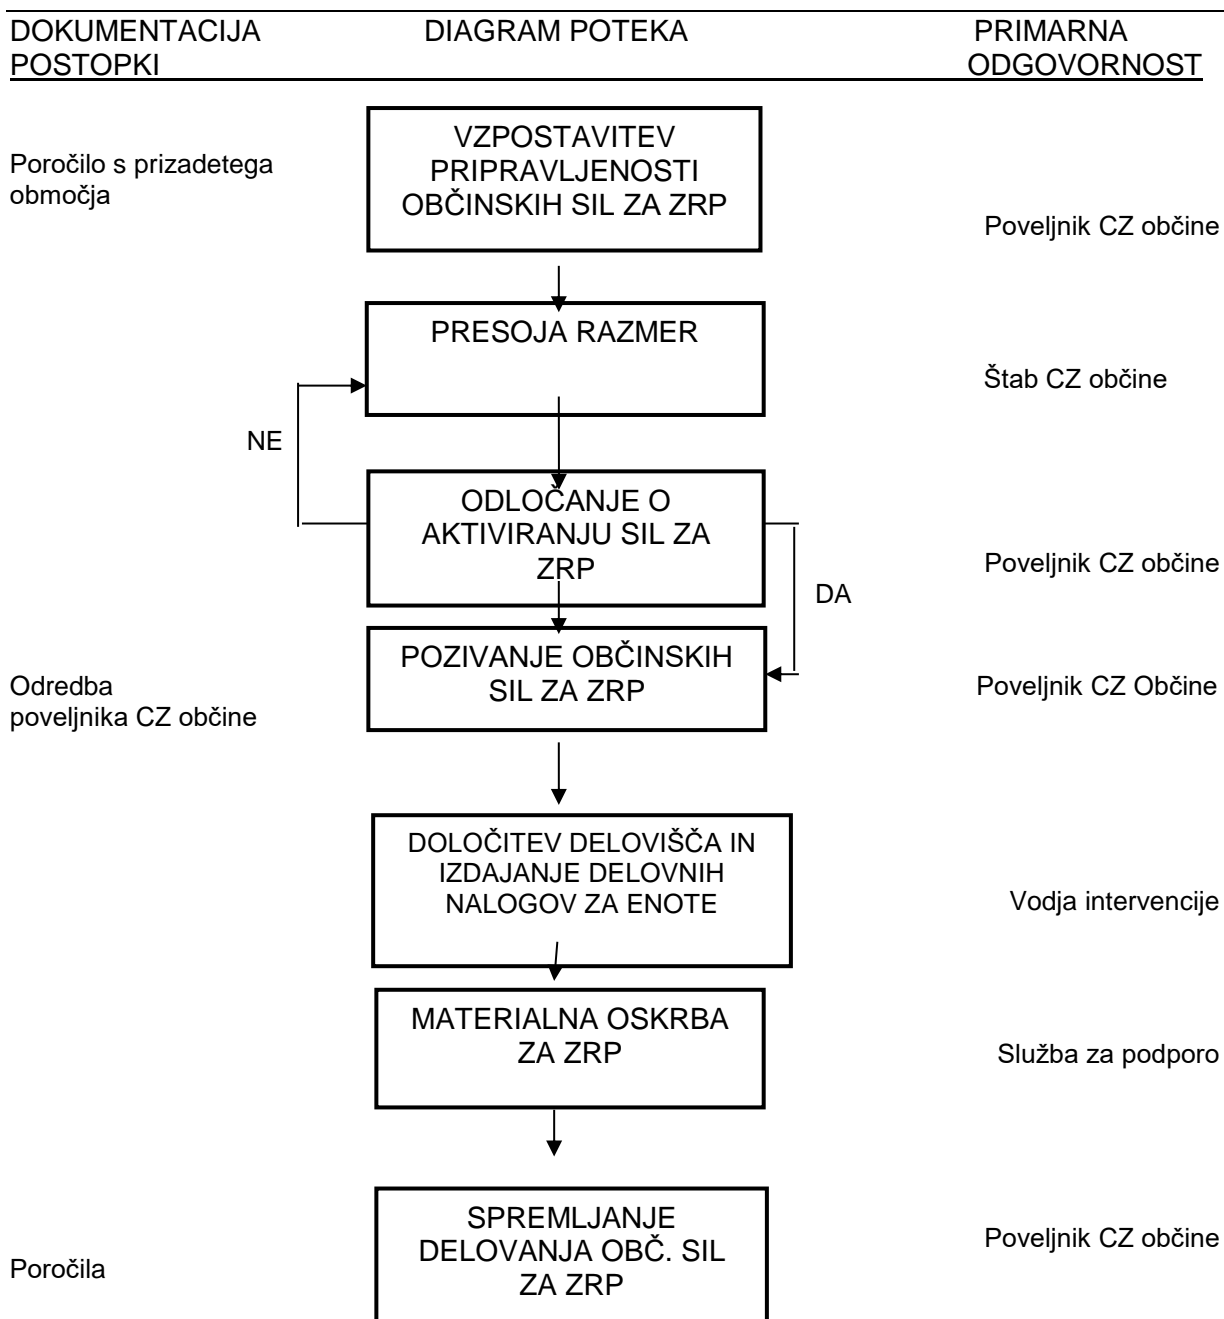 DOKUMENTACIJA DIAGRAM POTEKA PRIMARNA
POSTOPKI ODGOVORNOST
VZPOSTAVITEV
PRIPRAVLJENOSTI
OBČINSKIH SIL ZA ZRP
Poročilo s prizadetega
območja
Poveljnik CZ občine
PRESOJA RAZMER
Štab CZ občine
NE
ODLOČANJE O
AKTIVIRANJU SIL ZA
ZRP
Poveljnik CZ občine
DA
POZIVANJE OBČINSKIH
SIL ZA ZRP
Odredba
poveljnika CZ občine
Poveljnik CZ Občine
DOLOČITEV DELOVIŠČA IN
IZDAJANJE DELOVNIH
NALOGOV ZA ENOTE
Vodja intervencije
MATERIALNA OSKRBA
ZA ZRP
Služba za podporo
SPREMLJANJE
DELOVANJA OBČ. SIL
ZA ZRP
Poveljnik CZ občine
Poročila